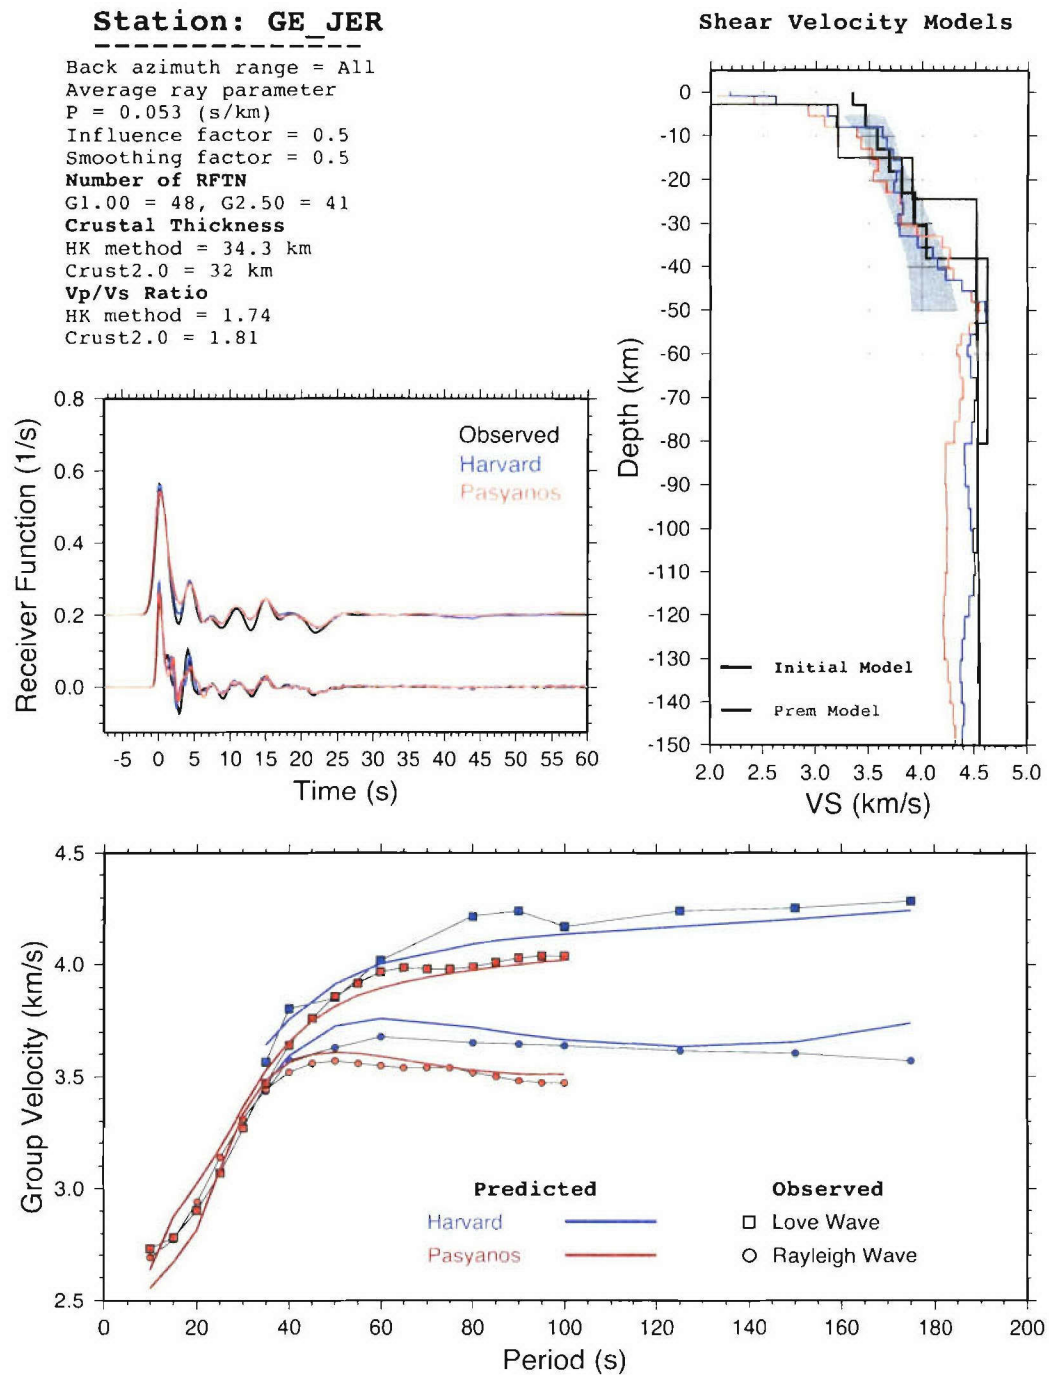 Station: GE_JER
Back azimuth range = All
Average ray parameter
P = 0.053 (s/km)
Influence factor = 0.5
Smoothing factor = 0.5
Number of RFTN
G1.00 = 48, G2.50 = 41
Crustal Thickness
HK method = 34.3 km
Crust2.0 = 32 km
Vp/Vs Ratio
HK method = 1.74
Crust2.0 = 1.81
Shear Velocity Models
0
-10
-20
-30
-40
-50
-60
-70
-80
-90
-100
-110
-120
-130
-140
-150
Depth (km)
Initial Model
Prem Model
2.0 2.5 3.0 3.5 4.0 4.5 5.0
VS (km/s)
0.8
0.6
0.4
0.2
0.0
Receiver Function (1/s)
Observed
Harvard
Pasyanos
-5 0 5 10 15 20 25 30 35 40 45 50 55 60
Time (s)
4.5
4.0
3.5
3.0
2.5
Group Velocity (km/s)
Predicted Observed
Harvard Love Wave
Pasyanos Rayleigh Wave
0 20 40 60 80 100 120 140 160 180 200
Period (s)